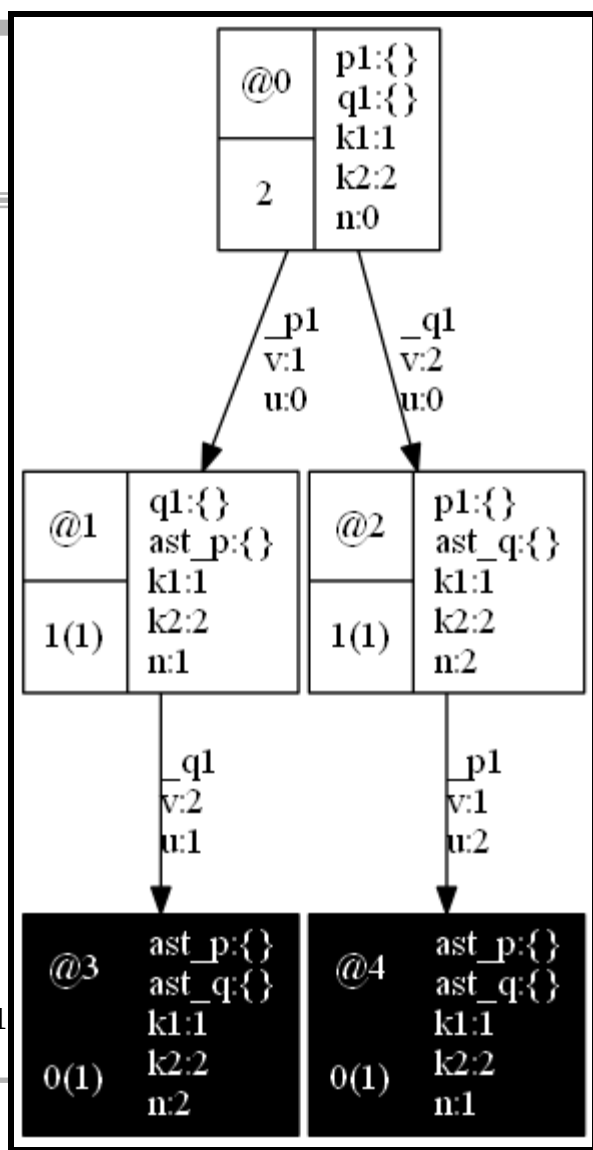 @0
2
p1:{}
q1:{}
k1:1
k2:2
n:0
_p1
v:1
u:0
_q1
v:2
u:0
@1
1(1)
q1:{}
ast_p:{}
k1:1
k2:2
n:1
@2
1(1)
p1:{}
ast_q:{}
k1:1
k2:2
n:2
_q1
v:2
u:1
_p1
v:1
u:2
@3
0(1)
ast_p:{}
ast_q:{}
k1:1
k2:2
n:2
@4
0(1)
ast_p:{}
ast_q:{}
k1:1
k2:2
n:1
1